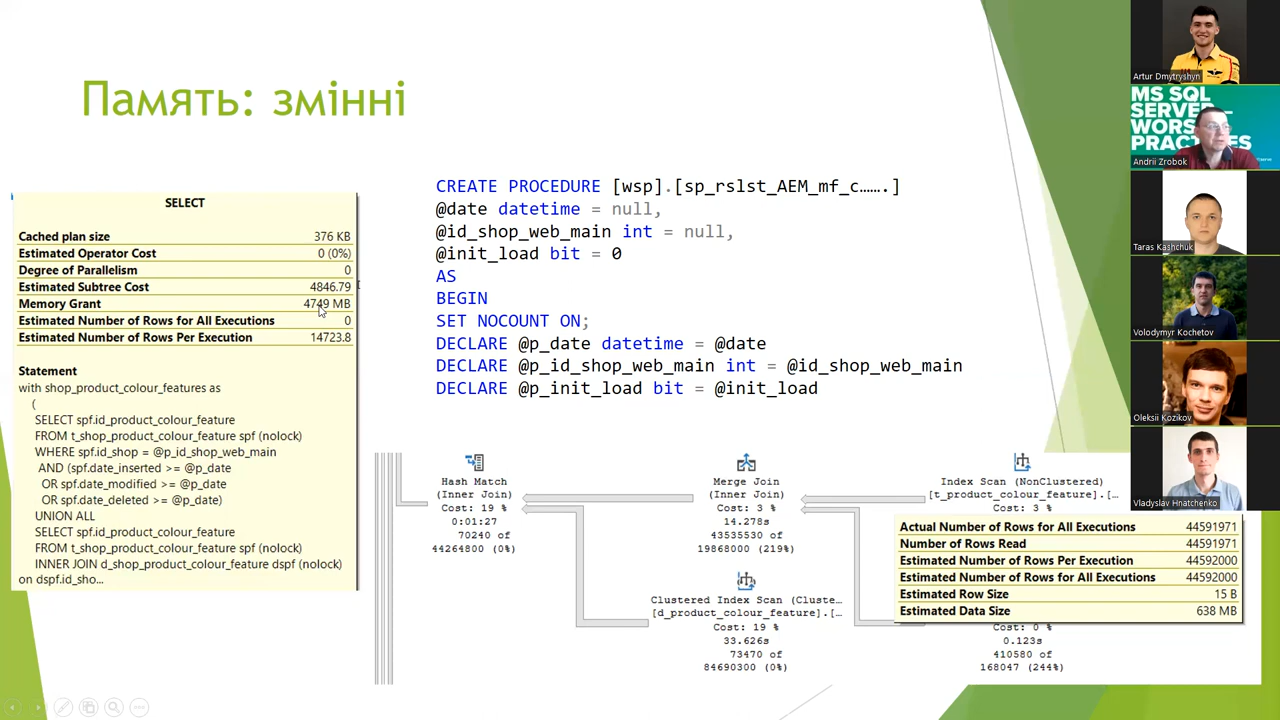 Память: змінні
SELECT
Cached plan size 376 KB
Estimated Operator Cost 0 (0%)
Degree of Parallelism 0
Estimated Subtree Cost 4846.79
Memory Grant 4749 MB
Estimated Number of Rows for All Executions 0
Estimated Number of Rows Per Execution 14723.8
Statement
with shop_product_colour_features as
(
SELECT spf.id_product_colour_feature
FROM t_shop_product_colour_feature spf (nolock)
WHERE spf.id_shop = @p_id_shop_web_main
AND (spf.date_inserted >= @p_date
OR spf.date_modified >= @p_date
OR spf.date_deleted >= @p_date)
UNION ALL
SELECT spf.id_product_colour_feature
FROM t_shop_product_colour_feature spf (nolock)
INNER JOIN d_shop_product_colour_feature dspf (nolock)
on dspf.id_sho...
CREATE PROCEDURE [wsp].[sp_rslst_AEM_mf_c…….]
@date datetime = null,
@id_shop_web_main int = null,
@init_load bit = 0
AS
BEGIN
SET NOCOUNT ON;
DECLARE @p_date datetime = @date
DECLARE @p_id_shop_web_main int = @id_shop_web_main
DECLARE @p_init_load bit = @init_load
Hash Match
(Inner Join)
Cost: 19 %
0:01:27
70240 of
44264800 (0%)
Merge Join
(Inner Join)
Cost: 3 %
14.278s
43535530 of
19868000 (219%)
Index Scan (NonClustered)
[t_product_colour_feature].[…
Cost: 3 %
Actual Number of Rows for All Executions 44591971
Number of Rows Read 44591971
Estimated Number of Rows Per Execution 44592000
Estimated Number of Rows for All Executions 44592000
Estimated Row Size 15 B
Estimated Data Size 638 MB
Clustered Index Scan (Cluste…
[d_product_colour_feature].[…
Cost: 19 %
33.626s
73470 of
84690300 (0%)
Cost: 0 %
0.123s
410580 of
168047 (244%)
Artur Dmytryshyn
MS SQL
SERVER –
WORS
PRACTICES
Andrii Zrobok
Taras Kashchuk
Volodymyr Kochetov
Oleksii Kozikov
Vladyslav Hnatchenko